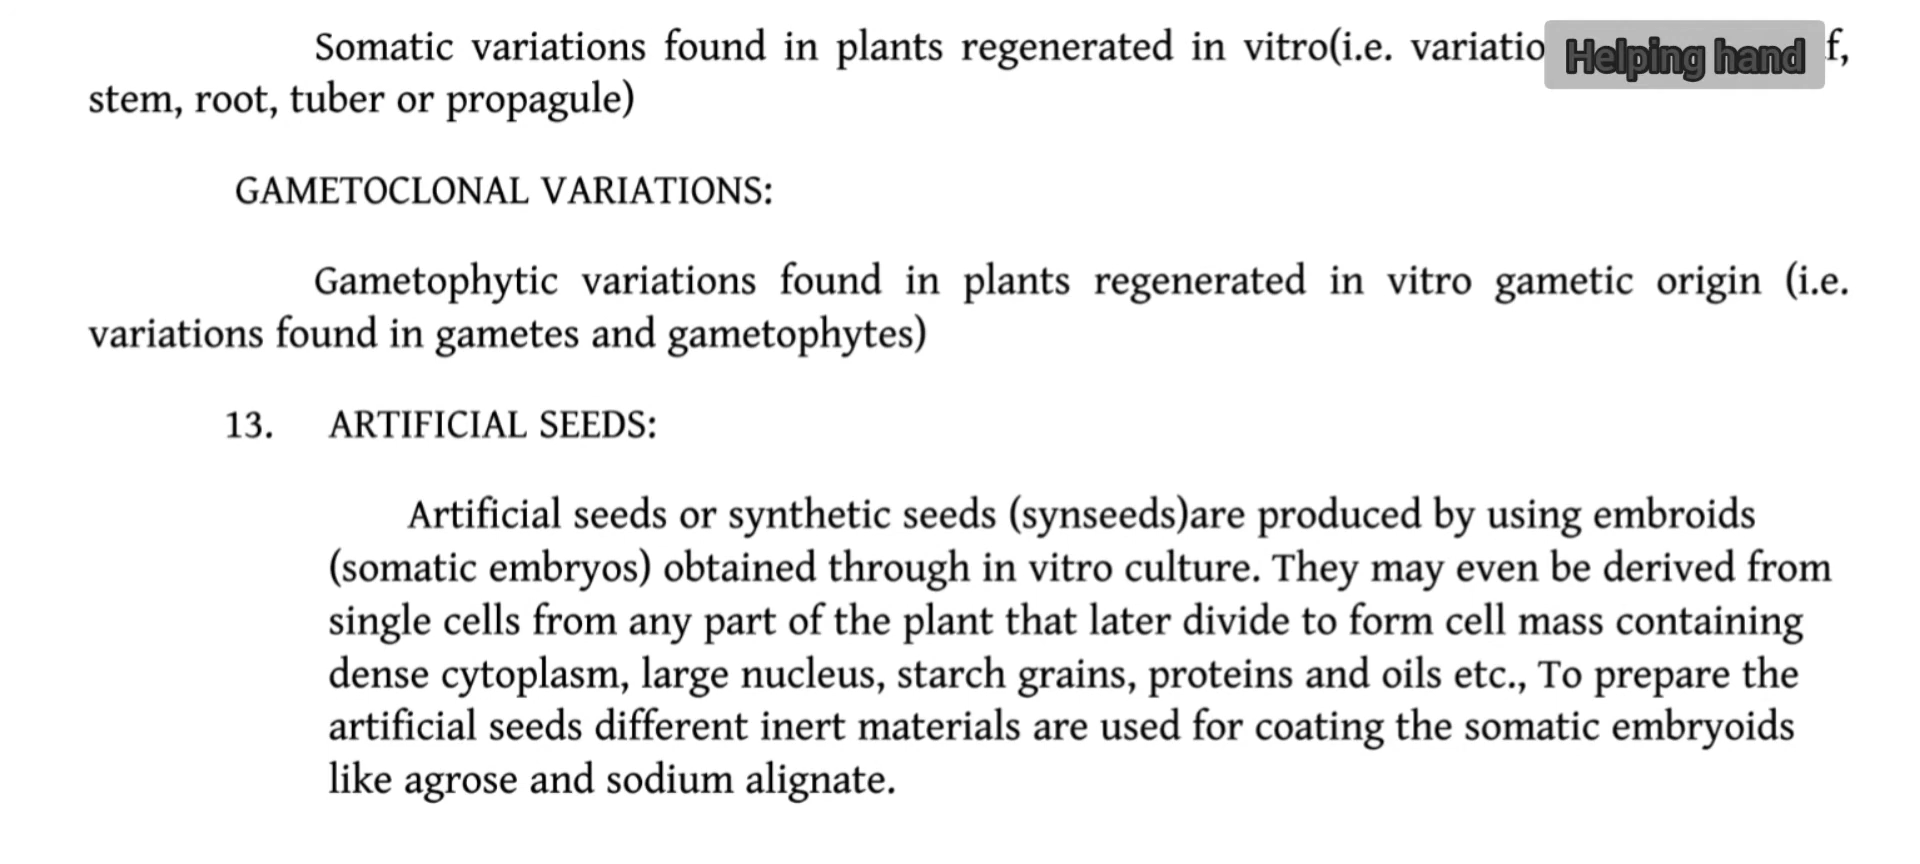 Somatic variations found in plants regenerated in vitro(i.e. variatio Helping hand f,
stem, root, tuber or propagule)
GAMETOCLONAL VARIATIONS:
Gametophytic variations found in plants regenerated in vitro gametic origin (i.e.
variations found in gametes and gametophytes)
13. ARTIFICIAL SEEDS:
Artificial seeds or synthetic seeds (synseeds)are produced by using embroids
(somatic embryos) obtained through in vitro culture. They may even be derived from
single cells from any part of the plant that later divide to form cell mass containing
dense cytoplasm, large nucleus, starch grains, proteins and oils etc., To prepare the
artificial seeds different inert materials are used for coating the somatic embryoids
like agrose and sodium alignate.